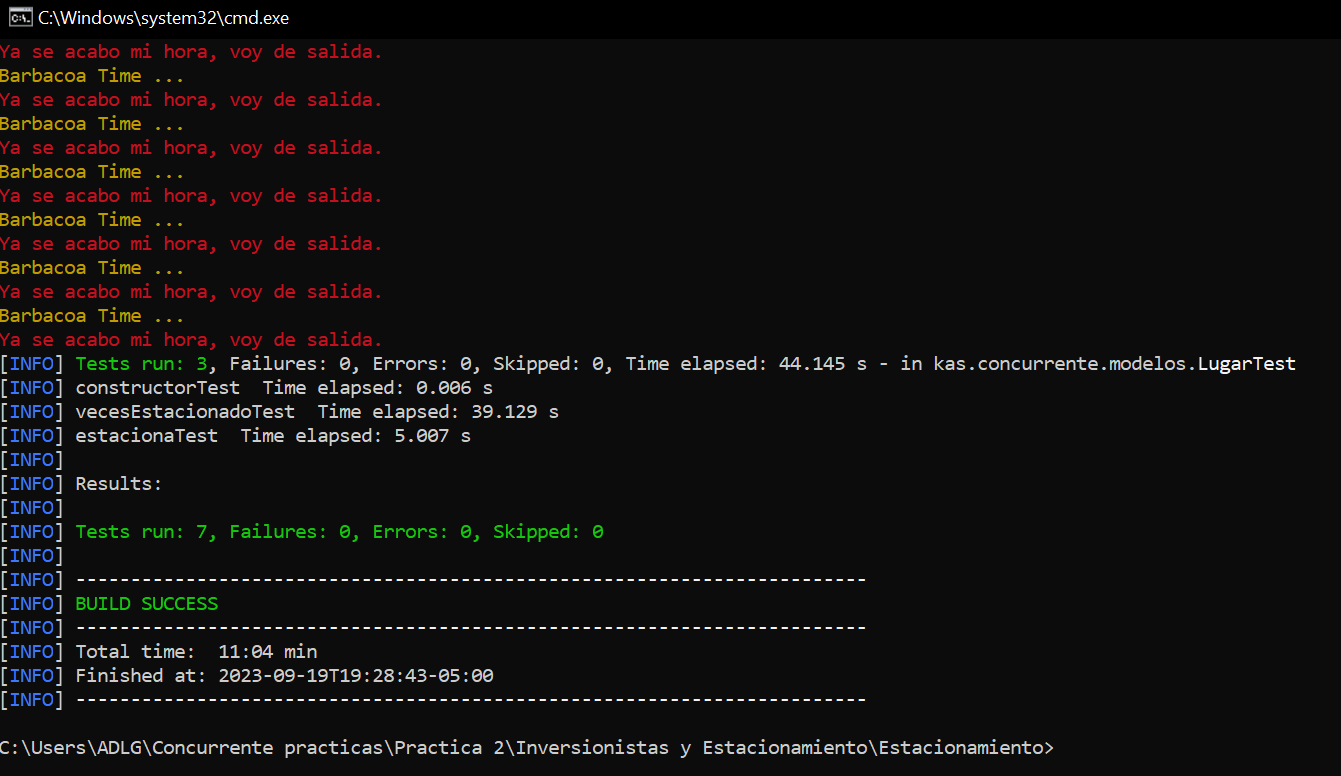 C:\Windows\system32\cmd.exe
Ya se acabo mi hora, voy de salida.
Barbacoa Time ...
Ya se acabo mi hora, voy de salida.
Barbacoa Time ...
Ya se acabo mi hora, voy de salida.
Barbacoa Time ...
Ya se acabo mi hora, voy de salida.
Barbacoa Time ...
Ya se acabo mi hora, voy de salida.
Barbacoa Time ...
Ya se acabo mi hora, voy de salida.
Barbacoa Time ...
Ya se acabo mi hora, voy de salida.
[INFO] Tests run: 3, Failures: 0, Errors: 0, Skipped: 0, Time elapsed: 44.145 s - in kas.concurrente.modelos.LugarTest
[INFO] constructorTest  Time elapsed: 0.006 s
[INFO] vecesEstacionadoTest  Time elapsed: 39.129 s
[INFO] estacionaTest  Time elapsed: 5.007 s
[INFO]
[INFO] Results:
[INFO]
[INFO] Tests run: 7, Failures: 0, Errors: 0, Skipped: 0
[INFO]
[INFO] ------------------------------------------------------------------------
[INFO] BUILD SUCCESS
[INFO] ------------------------------------------------------------------------
[INFO] Total time:  11:04 min
[INFO] Finished at: 2023-09-19T19:28:43-05:00
[INFO] ------------------------------------------------------------------------
C:\Users\ADLG\Concurrente practicas\Practica 2\Inversionistas y Estacionamiento\Estacionamiento>